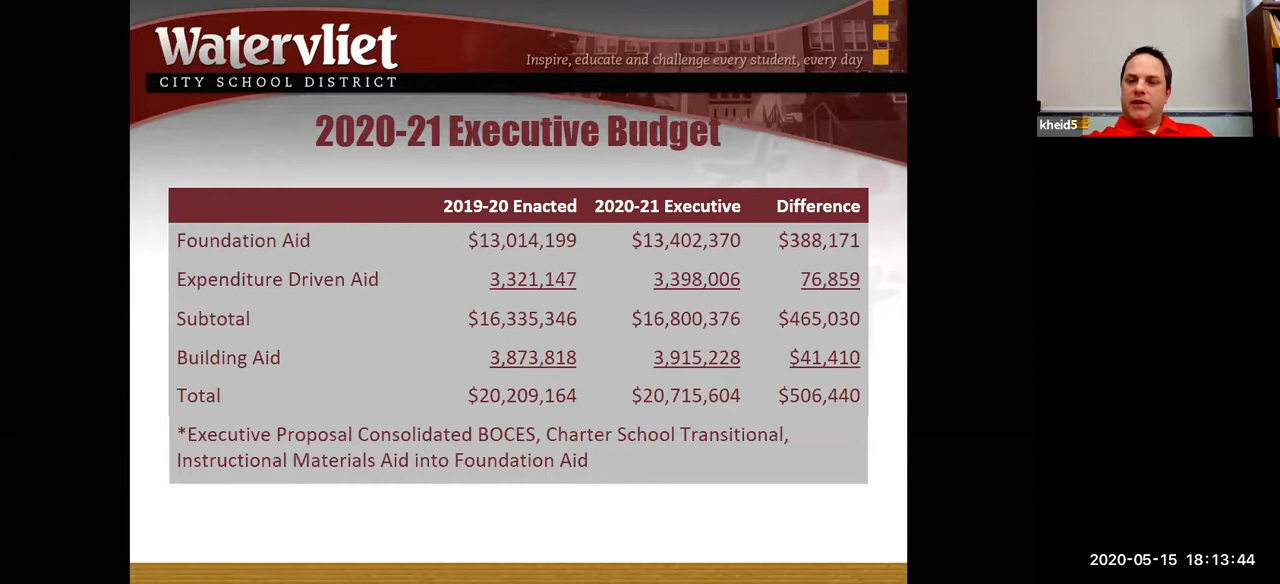 Watervliet
CITY SCHOOL DISTRICT
Inspire, educate and challenge every student, every day
2020-21 Executive Budget
2019-20 Enacted 2020-21 Executive Difference
Foundation Aid $13,014,199 $13,402,370 $388,171
Expenditure Driven Aid 3,321,147 3,398,006 76,859
Subtotal $16,335,346 $16,800,376 $465,030
Building Aid 3,873,818 3,915,228 $41,410
Total $20,209,164 $20,715,604 $506,440
*Executive Proposal Consolidated BOCES, Charter School Transitional,
Instructional Materials Aid into Foundation Aid
kheid5
2020-05-15 18:13:44